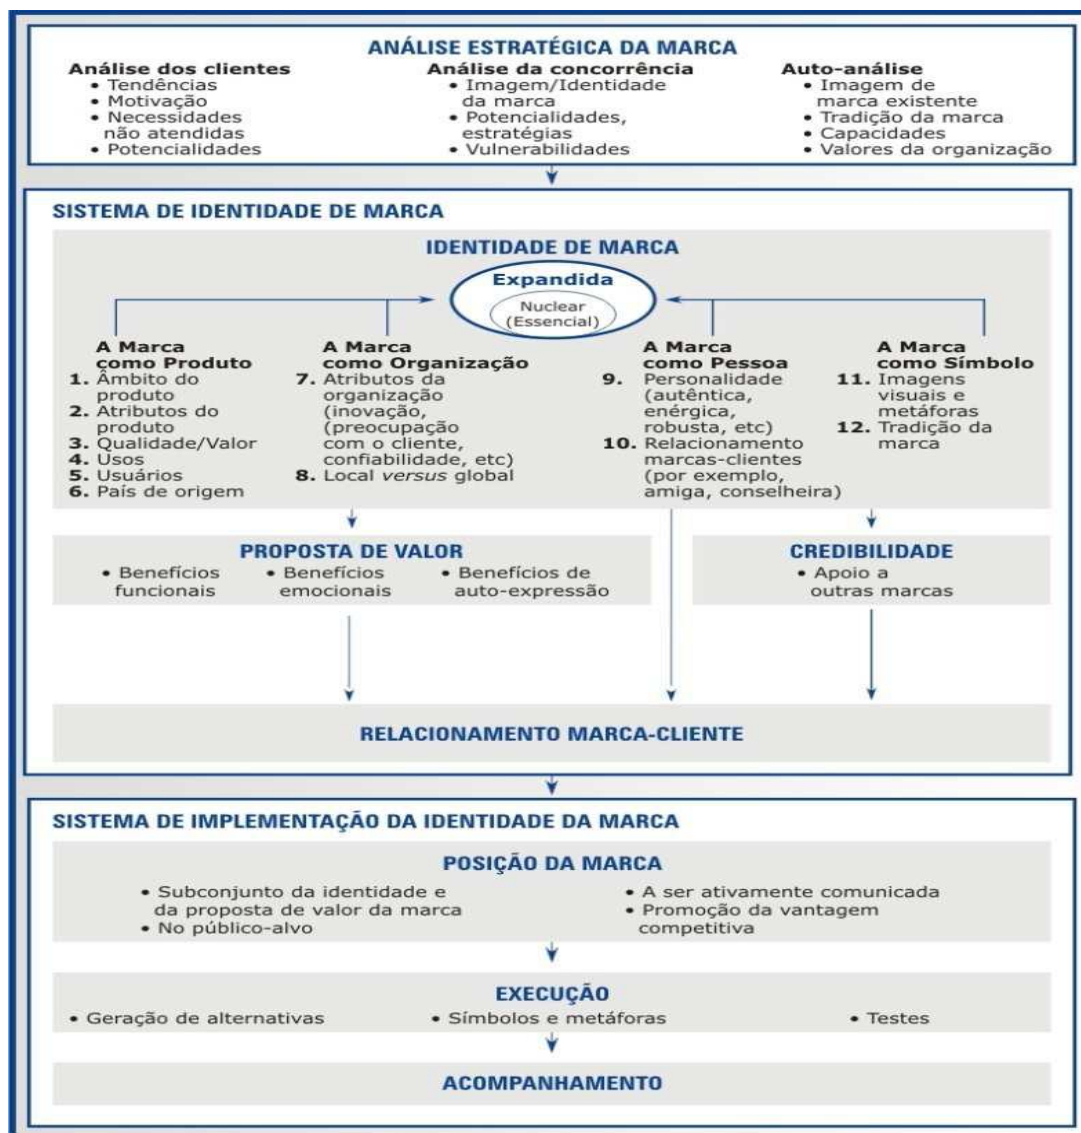 ANÁLISE ESTRATÉGICA DA MARCA
Análise dos clientes
• Tendências
• Motivação
• Necessidades
não atendidas
• Potencialidades
Análise da concorrência
• Imagem/Identidade
da marca
• Potencialidades,
estratégias
• Vulnerabilidades
Auto-análise
• Imagem de
marca existente
• Tradição da marca
• Capacidades
• Valores da organização
SISTEMA DE IDENTIDADE DE MARCA
IDENTIDADE DE MARCA
Expandida
Nuclear
(Essencial)
A Marca
como Produto
1. Âmbito do
produto
2. Atributos do
produto
3. Qualidade/Valor
4. Usos
5. Usuários
6. País de origem
A Marca
como Organização
7. Atributos da
organização
(inovação,
(preocupação
com o cliente,
confiabilidade, etc)
8. Local versus global
A Marca
como Pessoa
9. Personalidade
(autêntica,
enérgica,
robusta, etc)
10. Relacionamento
marcas-clientes
(por exemplo,
amiga, conselheira)
A Marca
como Símbolo
11. Imagens
visuais e
metáforas
12. Tradição da
marca
PROPOSTA DE VALOR
• Benefícios
funcionais
• Benefícios
emocionais
• Benefícios de
auto-expressão
CREDIBILIDADE
• Apoio a
outras marcas
RELACIONAMENTO MARCA-CLIENTE
SISTEMA DE IMPLEMENTAÇÃO DA IDENTIDADE DA MARCA
POSIÇÃO DA MARCA
• Subconjunto da identidade e
da proposta de valor da marca
• No público-alvo
• A ser ativamente comunicada
• Promoção da vantagem
competitiva
EXECUÇÃO
• Geração de alternativas
• Símbolos e metáforas
• Testes
ACOMPANHAMENTO